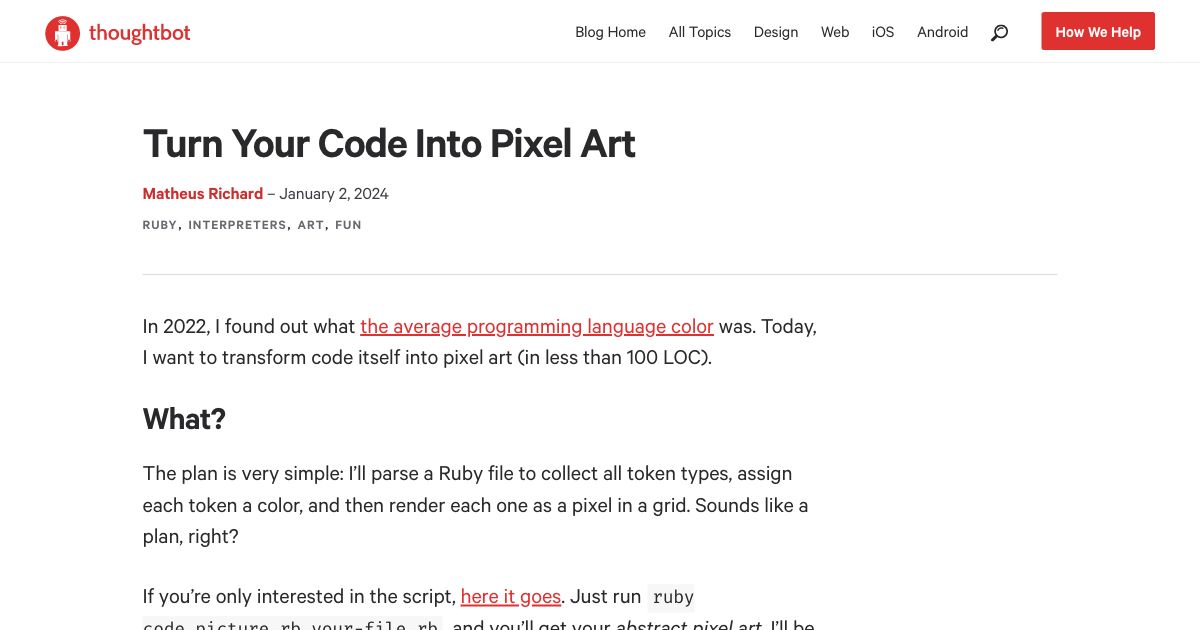 thoughtbot
Blog Home All Topics Design Web iOS Android How We Help
Turn Your Code Into Pixel Art
Matheus Richard – January 2, 2024
RUBY, INTERPRETERS, ART, FUN
In 2022, I found out what the average programming language color was. Today,
I want to transform code itself into pixel art (in less than 100 LOC).
What?
The plan is very simple: I’ll parse a Ruby file to collect all token types, assign
each token a color, and then render each one as a pixel in a grid. Sounds like a
plan, right?
If you’re only interested in the script, here it goes. Just run ruby
code_picture.rb your-file.rb, and you’ll get your abstract pixel art. I’ll be